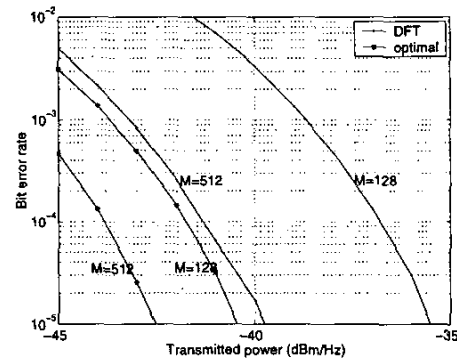 10^-2
10^-3
10^-4
10^-5
Bit error rate
DFT
optimal
M=512
M=128
M=512
M=128
-45
-40
-35
Transmitted power (dBm/Hz)